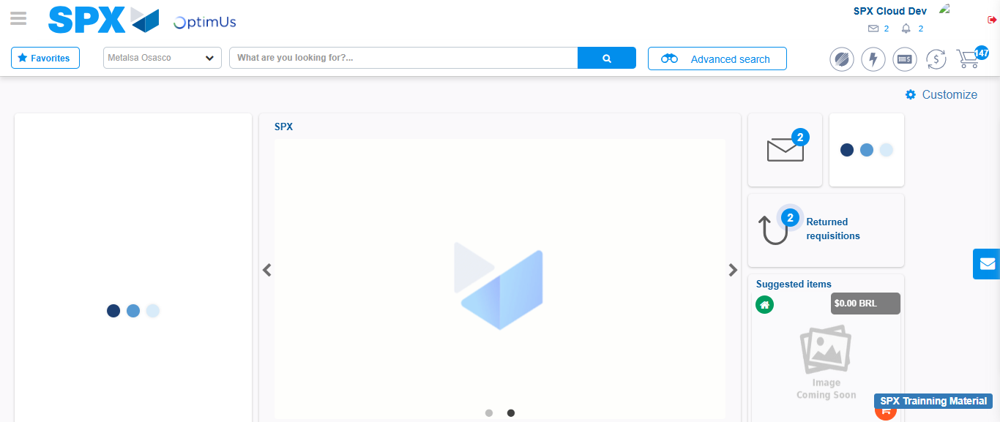 SPX OptimUs
SPX Cloud Dev
2 2
Favorites
Metalsa Osasco
What are you looking for?...
Advanced search
$
$
147
Customize
SPX
2
2
Returned
requisitions
Suggested items
$0.00 BRL
Image
Coming Soon
SPX Trainning Material